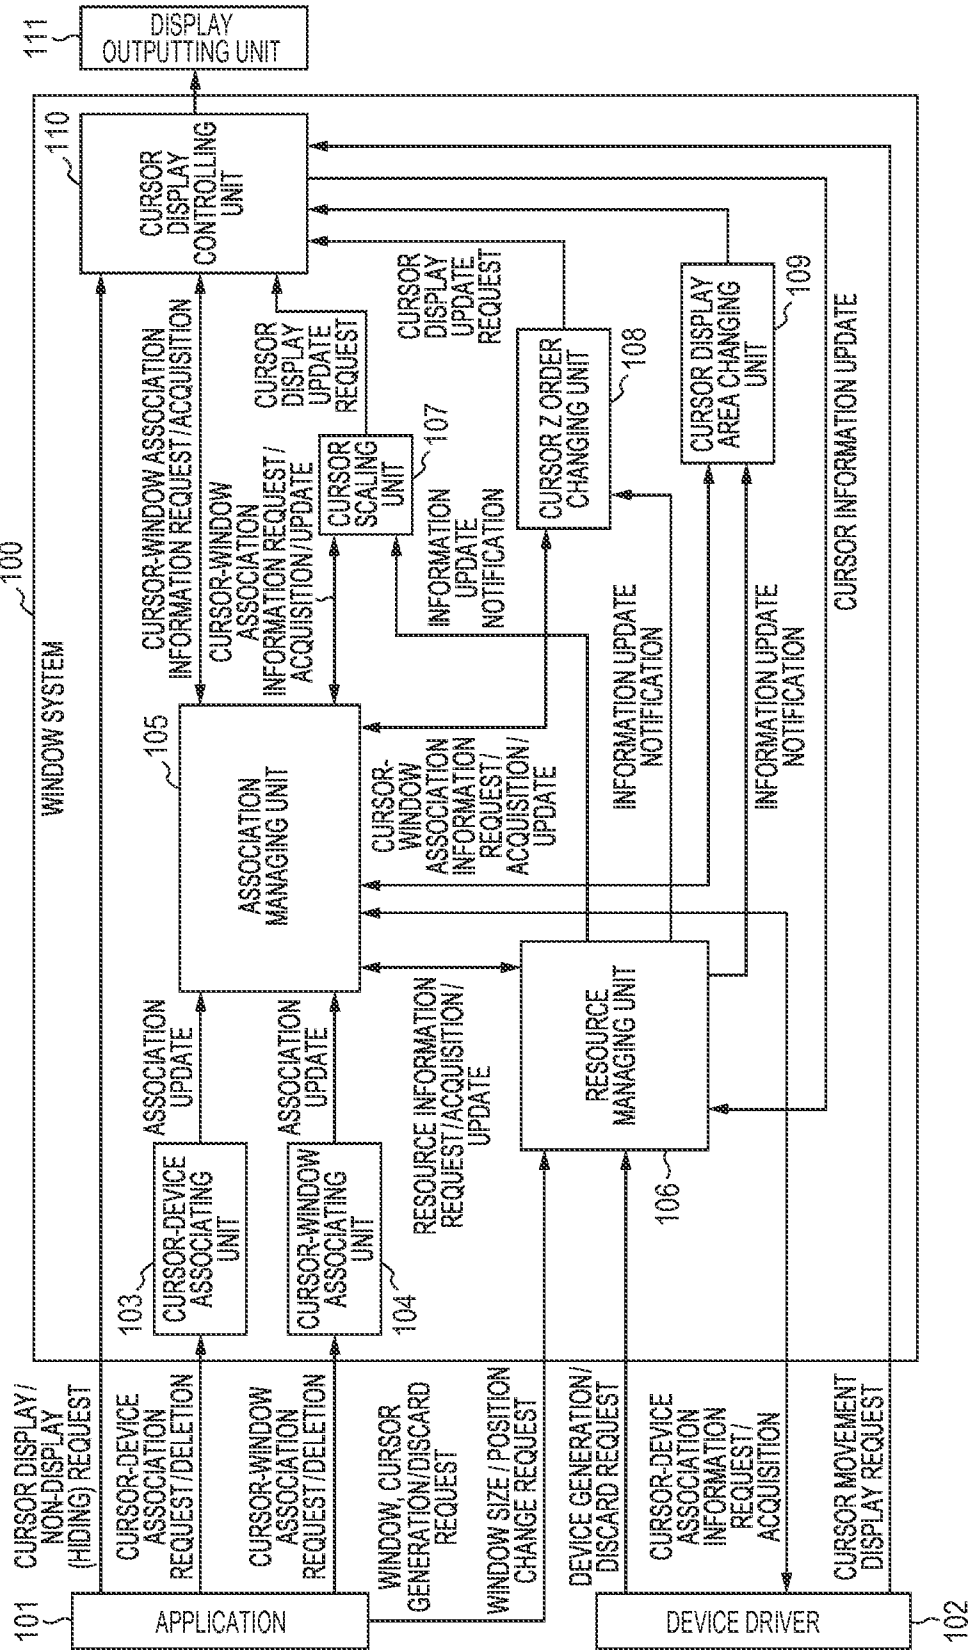 100
WINDOW SYSTEM
101
APPLICATION
102
DEVICE DRIVER
CURSOR DISPLAY /
NON-DISPLAY
(HIDING) REQUEST
CURSOR-DEVICE
ASSOCIATION
REQUEST / DELETION
CURSOR-WINDOW
ASSOCIATION
REQUEST / DELETION
WINDOW, CURSOR
GENERATION/DISCARD
REQUEST
WINDOW SIZE / POSITION
CHANGE REQUEST
DEVICE GENERATION /
DISCARD REQUEST
CURSOR-DEVICE
ASSOCIATION
INFORMATION
REQUEST /
ACQUISITION
CURSOR MOVEMENT
DISPLAY REQUEST
103
CURSOR-DEVICE
ASSOCIATING
UNIT
104
CURSOR-WINDOW
ASSOCIATING
UNIT
ASSOCIATION
UPDATE
ASSOCIATION
UPDATE
RESOURCE INFORMATION
REQUEST / ACQUISITION /
UPDATE
106
RESOURCE
MANAGING UNIT
105
ASSOCIATION
MANAGING UNIT
CURSOR-
WINDOW
ASSOCIATION
INFORMATION
REQUEST /
ACQUISITION /
UPDATE
INFORMATION UPDATE
NOTIFICATION
INFORMATION UPDATE
NOTIFICATION
CURSOR-WINDOW ASSOCIATION
INFORMATION REQUEST / ACQUISITION
CURSOR-WINDOW
ASSOCIATION
INFORMATION REQUEST /
ACQUISITION / UPDATE
INFORMATION
UPDATE
NOTIFICATION
CURSOR
SCALING
UNIT
107
CURSOR
DISPLAY
UPDATE
REQUEST
CURSOR Z ORDER
CHANGING UNIT
108
CURSOR
DISPLAY
UPDATE
REQUEST
CURSOR DISPLAY
AREA CHANGING
UNIT
109
CURSOR INFORMATION UPDATE
110
CURSOR
DISPLAY
CONTROLLING
UNIT
111
DISPLAY
OUTPUTTING UNIT